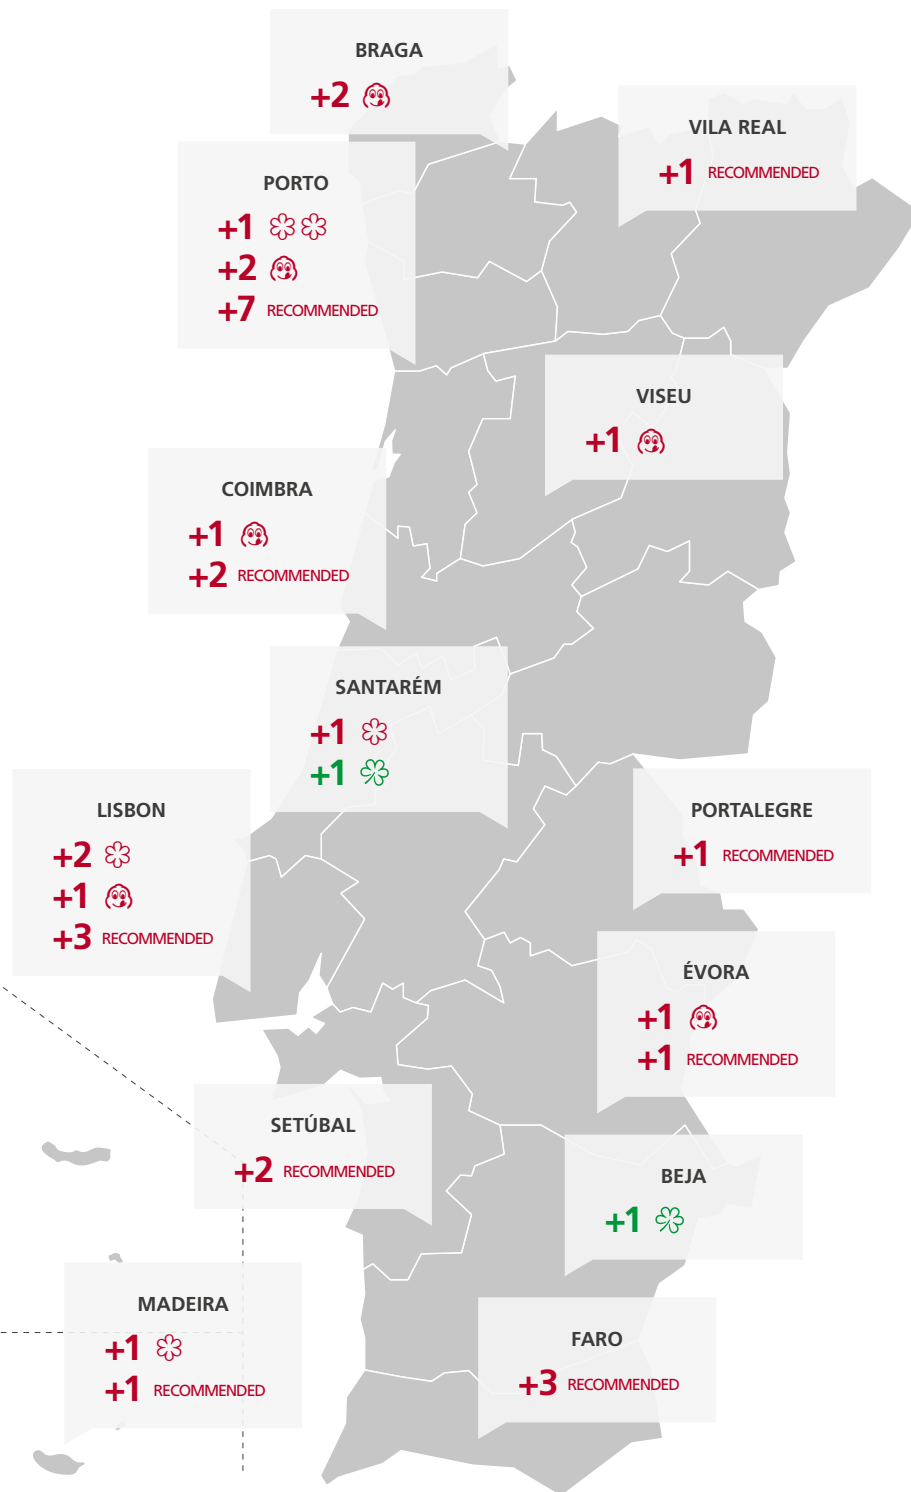 BRAGA
+2
VILA REAL
+1 RECOMMENDED
PORTO
+1
+2
+7 RECOMMENDED
VISEU
+1
COIMBRA
+1
+2 RECOMMENDED
SANTARÉM
+1
+1
LISBON
+2
+1
+3 RECOMMENDED
PORTALEGRE
+1 RECOMMENDED
ÉVORA
+1
+1 RECOMMENDED
SETÚBAL
+2 RECOMMENDED
BEJA
+1
MADEIRA
+1
+1 RECOMMENDED
FARO
+3 RECOMMENDED